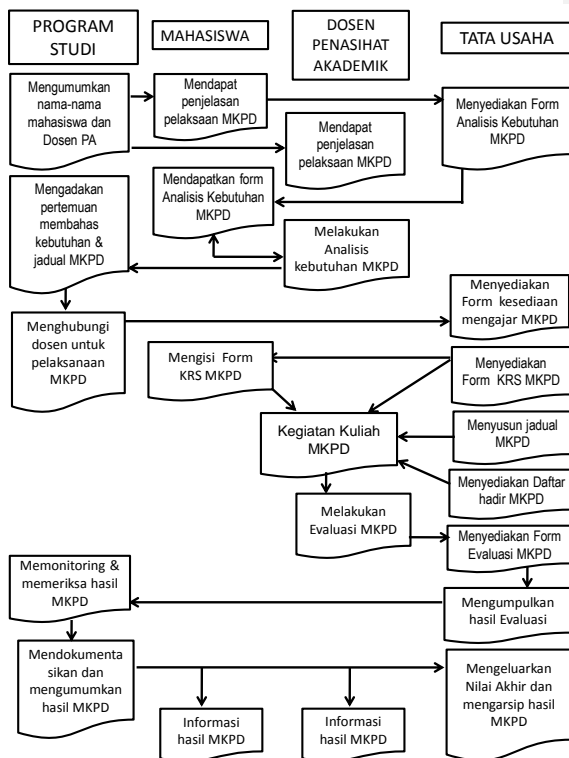 PROGRAM
STUDI
MAHASISWA
DOSEN
PENASIHAT
AKADEMIK
TATA USAHA
Mengumumkan
nama-nama
mahasiswa dan
Dosen PA
Mendapat
penjelasan
pelaksaan MKPD
Mendapat
penjelasan
pelaksaan MKPD
Menyediakan Form
Analisis Kebutuhan
MKPD
Mengadakan
pertemuan
membahas
kebutuhan &
jadual MKPD
Mendapatkan form
Analisis Kebutuhan
MKPD
Melakukan
Analisis
kebutuhan MKPD
Menghubungi
dosen untuk
pelaksanaan
MKPD
Menyediakan
Form kesediaan
mengajar MKPD
Mengisi Form
KRS MKPD
Menyediakan
Form KRS MKPD
Kegiatan Kuliah
MKPD
Menyusun jadual
MKPD
Menyediakan Daftar
hadir MKPD
Melakukan
Evaluasi MKPD
Menyediakan Form
Evaluasi MKPD
Memonitoring &
memeriksa hasil
MKPD
Mengumpulkan
hasil Evaluasi
Mendokumenta
sikan dan
mengumumkan
hasil MKPD
Informasi
hasil MKPD
Informasi
hasil MKPD
Mengeluarkan
Nilai Akhir dan
mengarsip hasil
MKPD